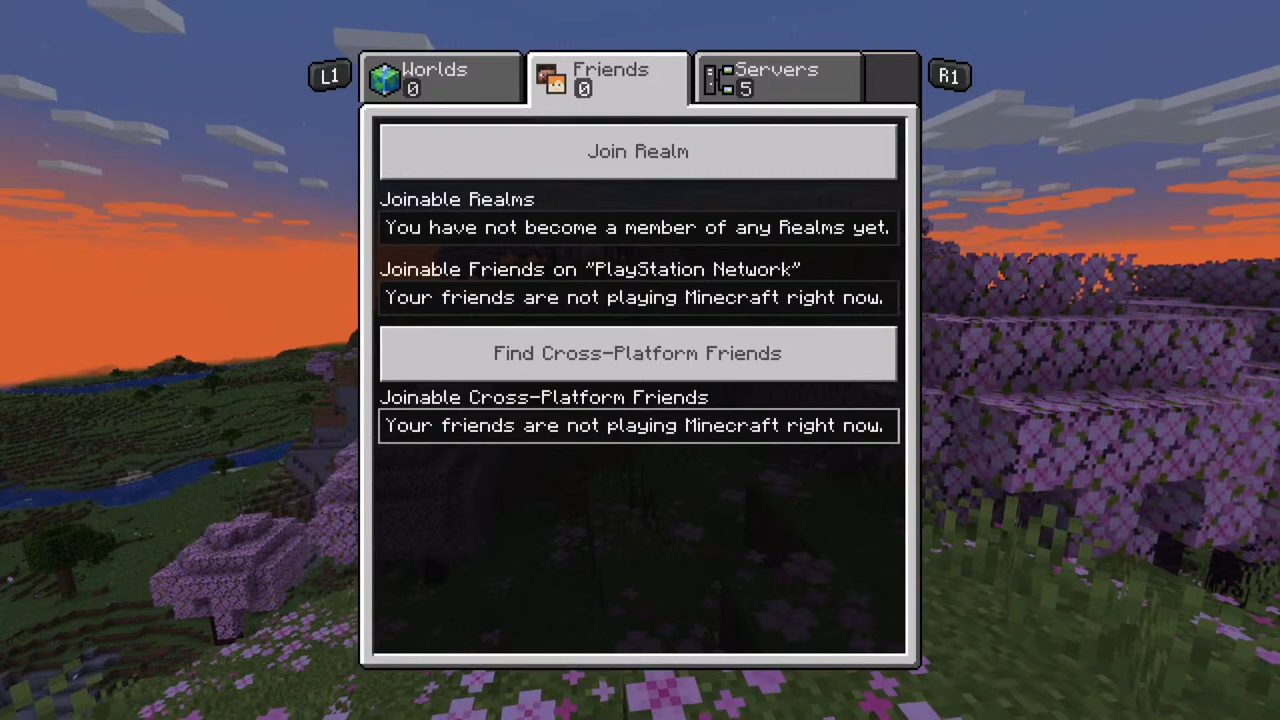 L1
Worlds
0
Friends
0
Servers
5
R1
Join Realm
Joinable Realms
You have not become a member of any Realms yet.
Joinable Friends on "PlayStation Network"
Your friends are not playing Minecraft right now.
Find Cross-Platform Friends
Joinable Cross-Platform Friends
Your friends are not playing Minecraft right now.